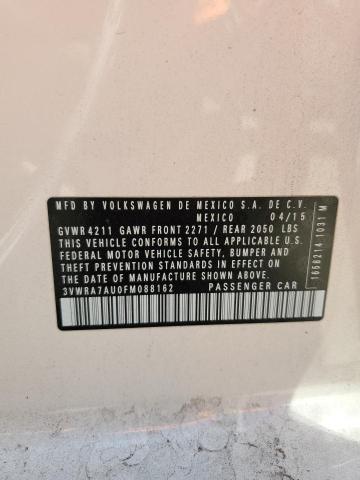 MFD BY VOLKSWAGEN DE MEXICO S.A. DE C.V.
MEXICO 04/15
GVWR 4211 GAWR FRONT 2271 / REAR 2050 LBS
THIS VEHICLE CONFORMS TO ALL APPLICABLE
FEDERAL MOTOR VEHICLE SAFETY, BUMPER AND
THEFT PREVENTION STANDARDS IN EFFECT ON
THE DATE OF MANUFACTURE SHOWN ABOVE
3VWRA7AU0FM088162 PASSENGER CAR
1656214 1031 M